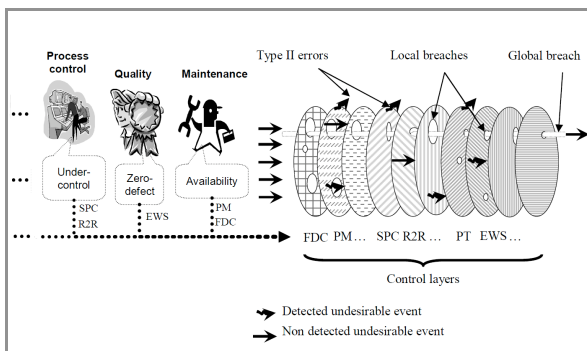 Process
control
Quality
Maintenance
Type II errors
Local breaches
Global breach
Under-
control
Zero-
defect
Availability
SPC
R2R
EWS
PM
FDC
FDC PM… SPC R2R … PT EWS …
Control layers
Detected undesirable event
Non detected undesirable event